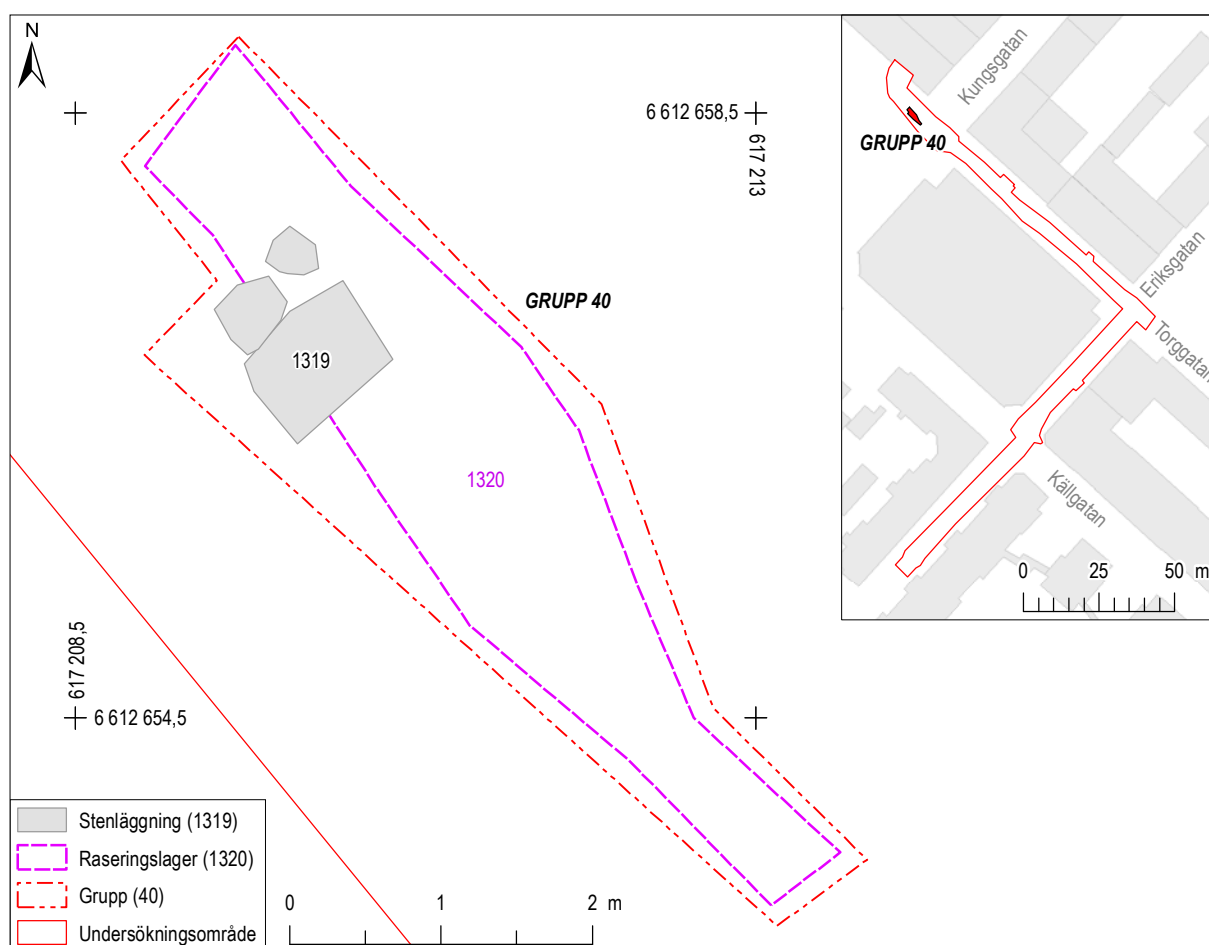 N
6 612 658,5
617 213
GRUPP 40
1319
1320
617 208,5
6 612 654,5
Stenläggning (1319)
Raseringslager (1320)
Grupp (40)
Undersökningsområde
0 1 2 m
Kungsgatan
GRUPP 40
Eriksgatan
Torggatan
Källgatan
0 25 50 m